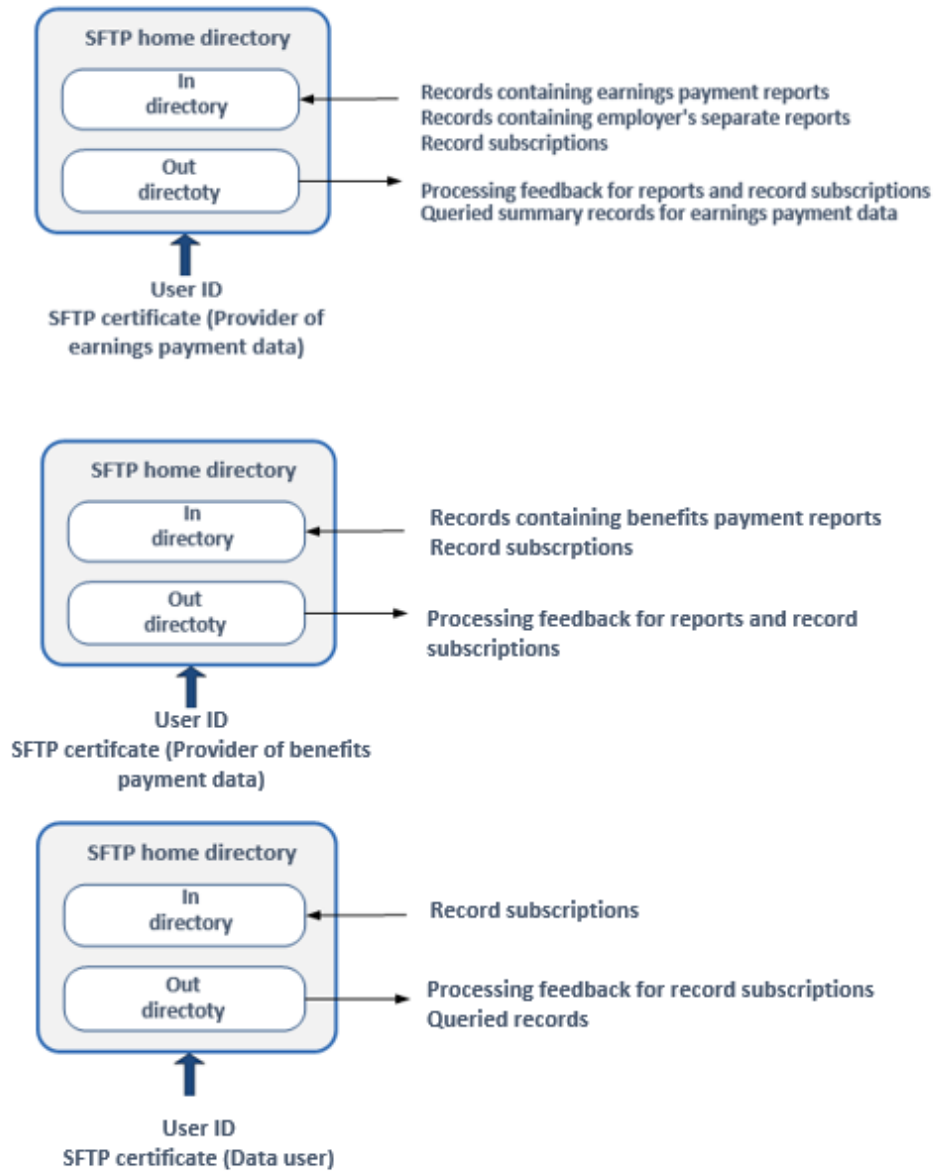 SFTP home directory
In
directory
Records containing earnings payment reports
Records containing employer's separate reports
Record subscriptions
Out
directoty
Processing feedback for reports and record subscriptions
Queried summary records for earnings payment data
User ID
SFTP certificate (Provider of
earnings payment data)
SFTP home directory
In
directory
Records containing benefits payment reports
Record subscrptions
Out
directoty
Processing feedback for reports and record
subscriptions
User ID
SFTP certifcate (Provider of benefits
payment data)
SFTP home directory
In
directory
Record subscriptions
Out
directoty
Processing feedback for record subscriptions
Queried records
User ID
SFTP certificate (Data user)